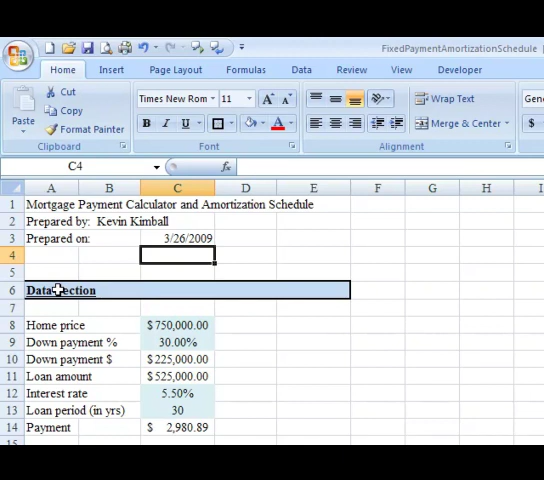 FixedPaymentAmortizationSchedule
Home Insert Page Layout Formulas Data Review View Developer
Cut
Copy
Format Painter
Paste
Clipboard
Times New Rom 11
B I U
Font
Wrap Text
Merge & Center
Alignment
$
C4 fx
A B C D E F G H I
1 Mortgage Payment Calculator and Amortization Schedule
2 Prepared by: Kevin Kimball
3 Prepared on: 3/26/2009
4
5
6 Data Section
7
8 Home price $750,000.00
9 Down payment % 30.00%
10 Down payment $ $225,000.00
11 Loan amount $525,000.00
12 Interest rate 5.50%
13 Loan period (in yrs) 30
14 Payment $ 2,980.89